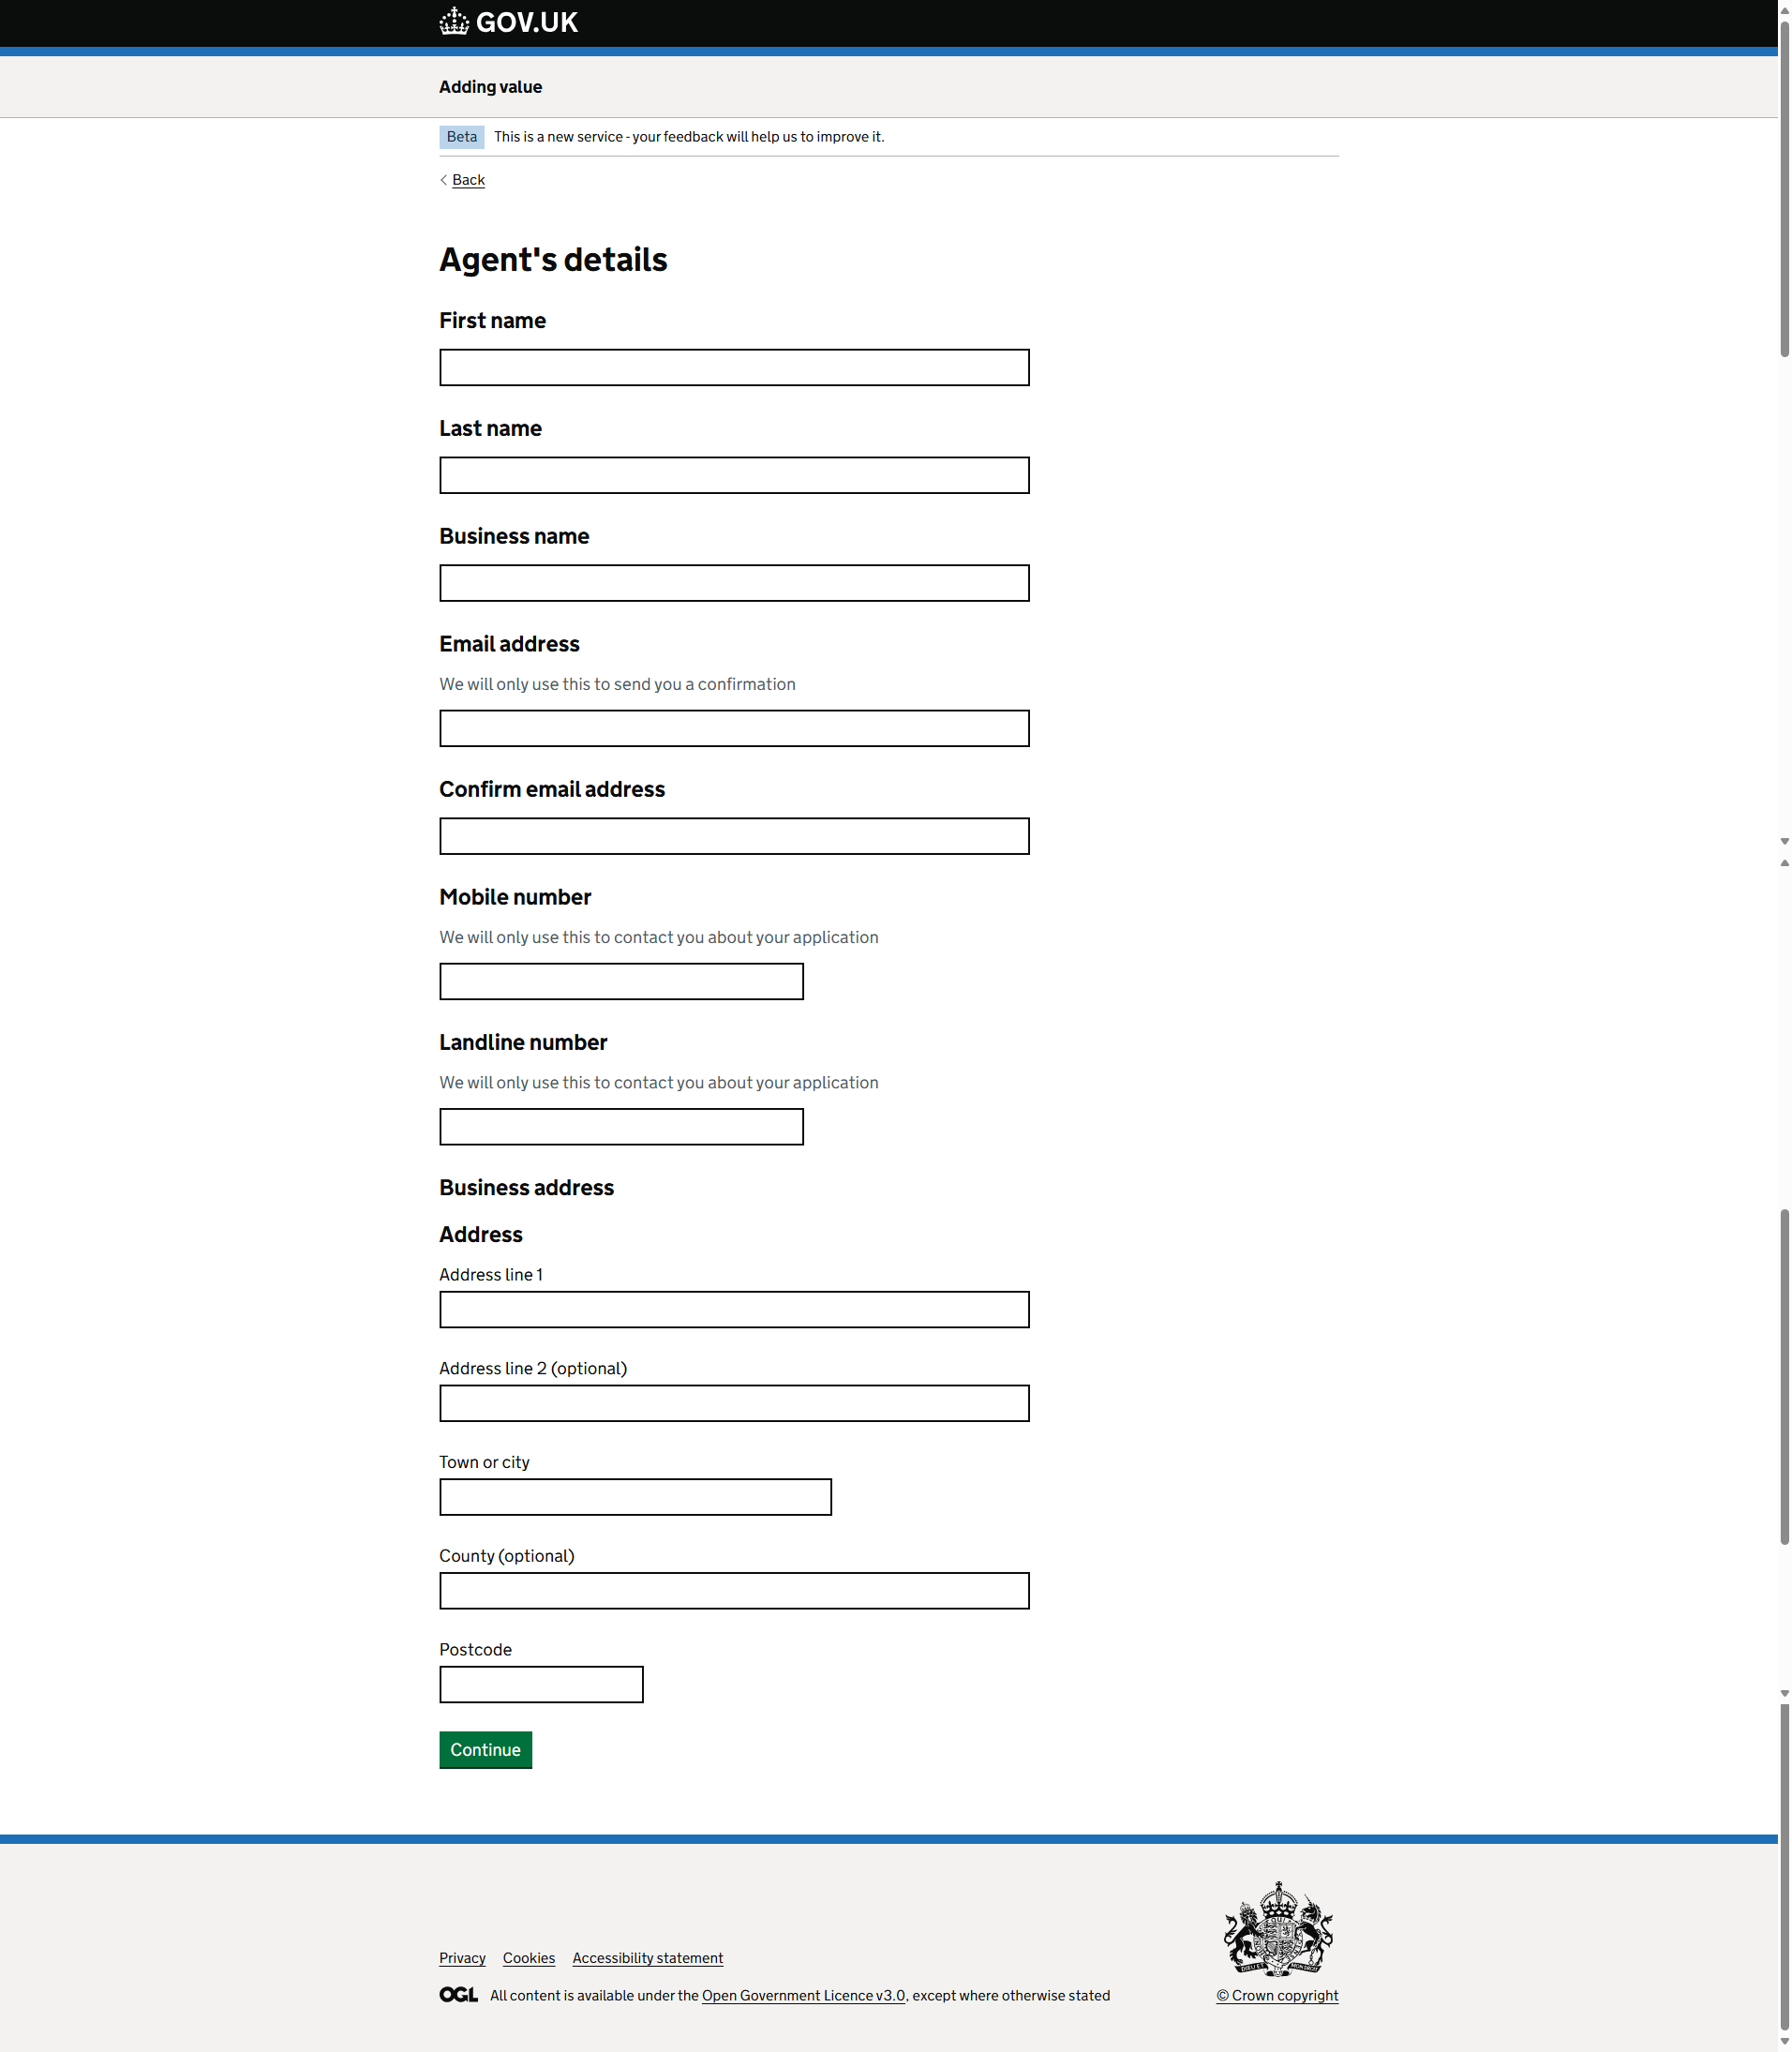 GOV.UK
Adding value
Beta This is a new service - your feedback will help us to improve it.
Back
Agent's details
First name
Last name
Business name
Email address
We will only use this to send you a confirmation
Confirm email address
Mobile number
We will only use this to contact you about your application
Landline number
We will only use this to contact you about your application
Business address
Address
Address line 1
Address line 2 (optional)
Town or city
County (optional)
Postcode
Continue
Privacy Cookies Accessibility statement
OGL All content is available under the Open Government Licence v3.0, except where otherwise stated
© Crown copyright